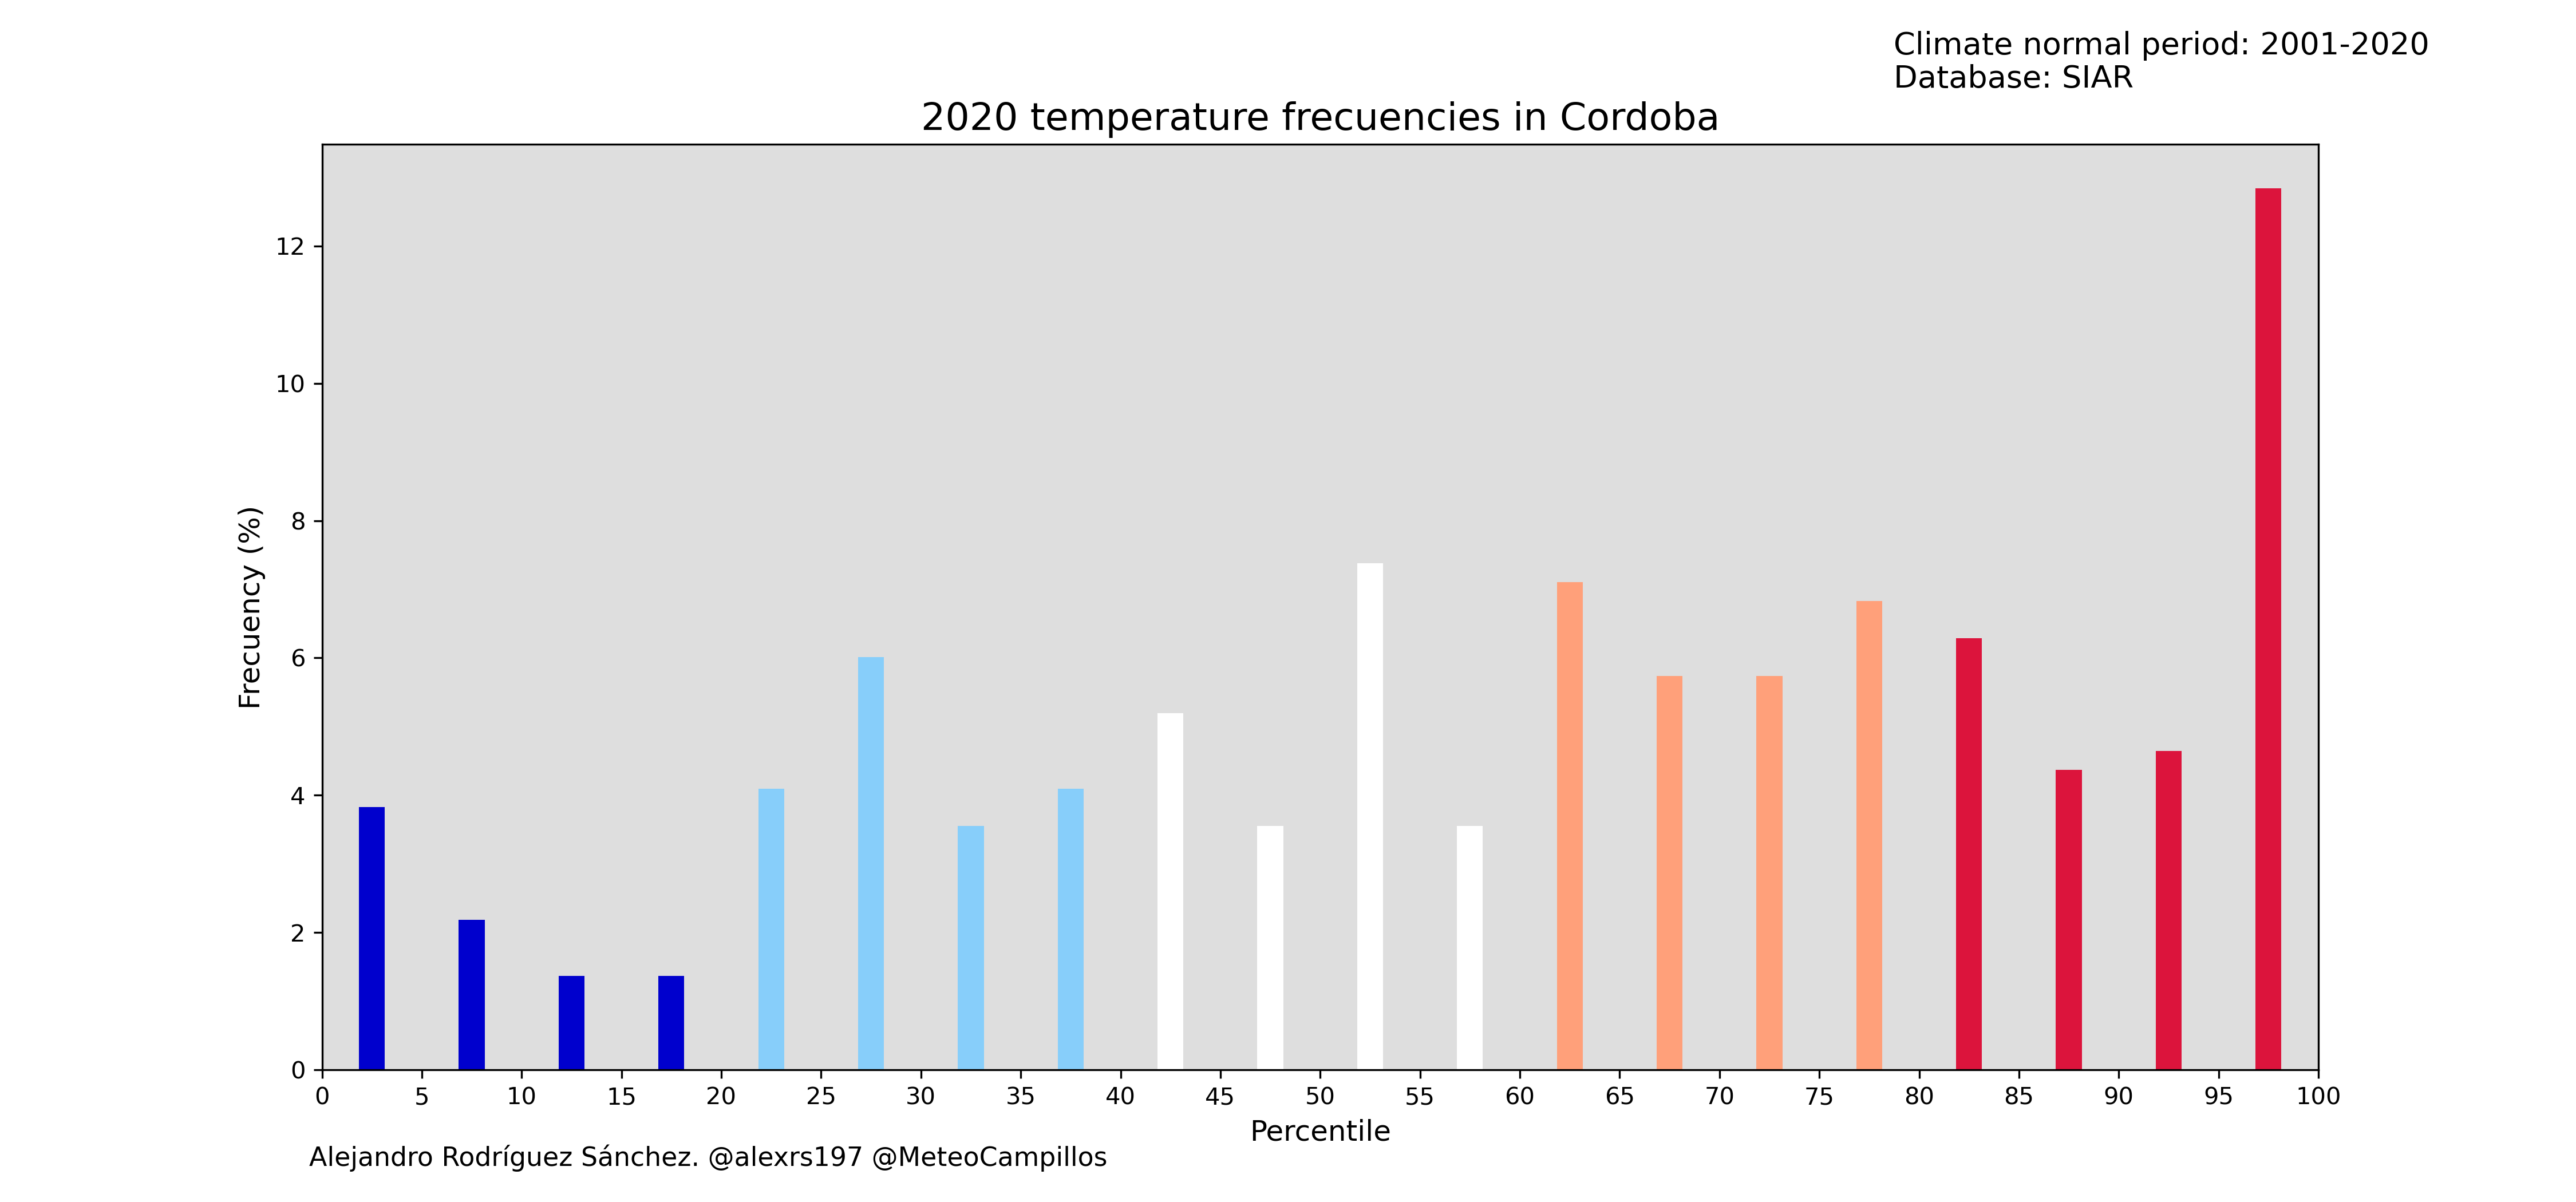 Climate normal period: 2001-2020
Database: SIAR
2020 temperature frecuencies in Cordoba
Frecuency (%)
12
10
8
6
4
2
0
0 5 10 15 20 25 30 35 40 45 50 55 60 65 70 75 80 85 90 95 100
Percentile
Alejandro Rodríguez Sánchez. @alexrs197 @MeteoCampillos